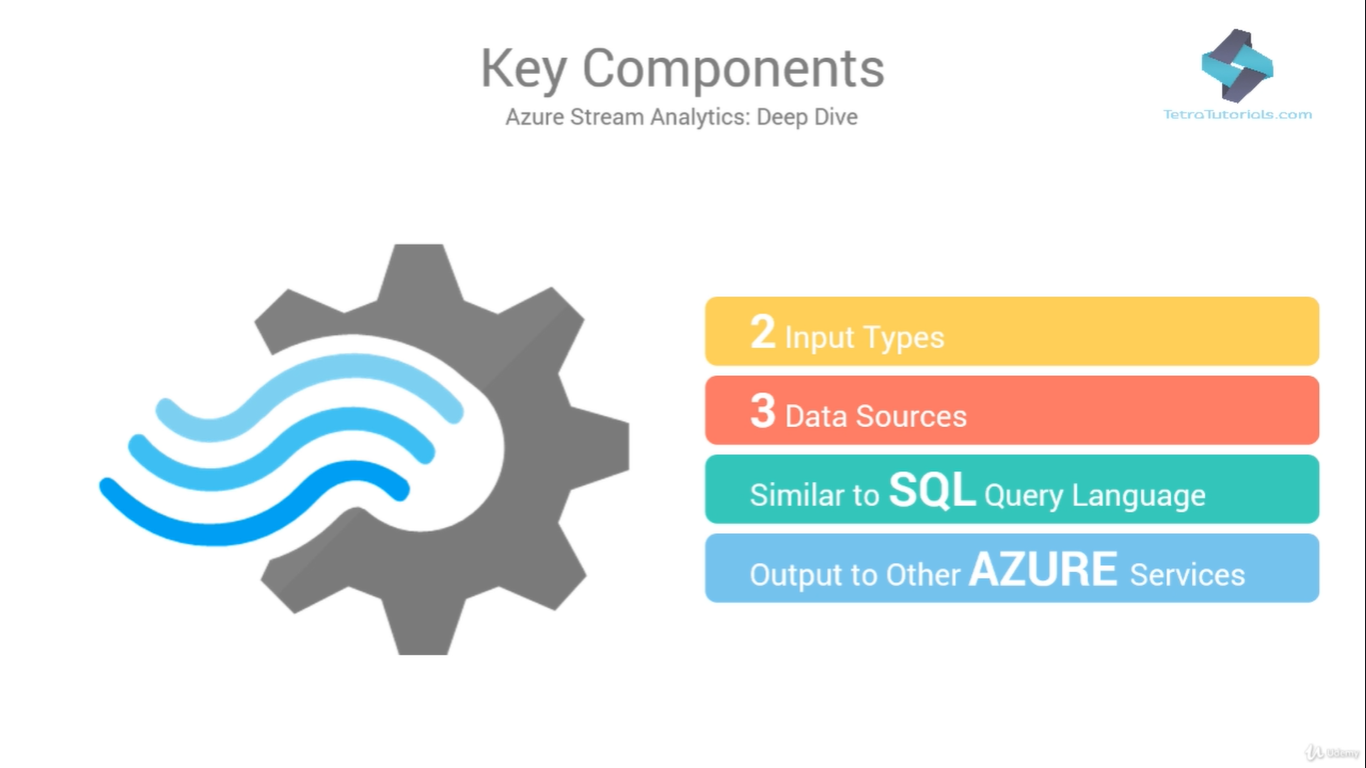 Key Components
Azure Stream Analytics: Deep Dive
TetraTutorials.com
2 Input Types
3 Data Sources
Similar to SQL Query Language
Output to Other AZURE Services
Udemy